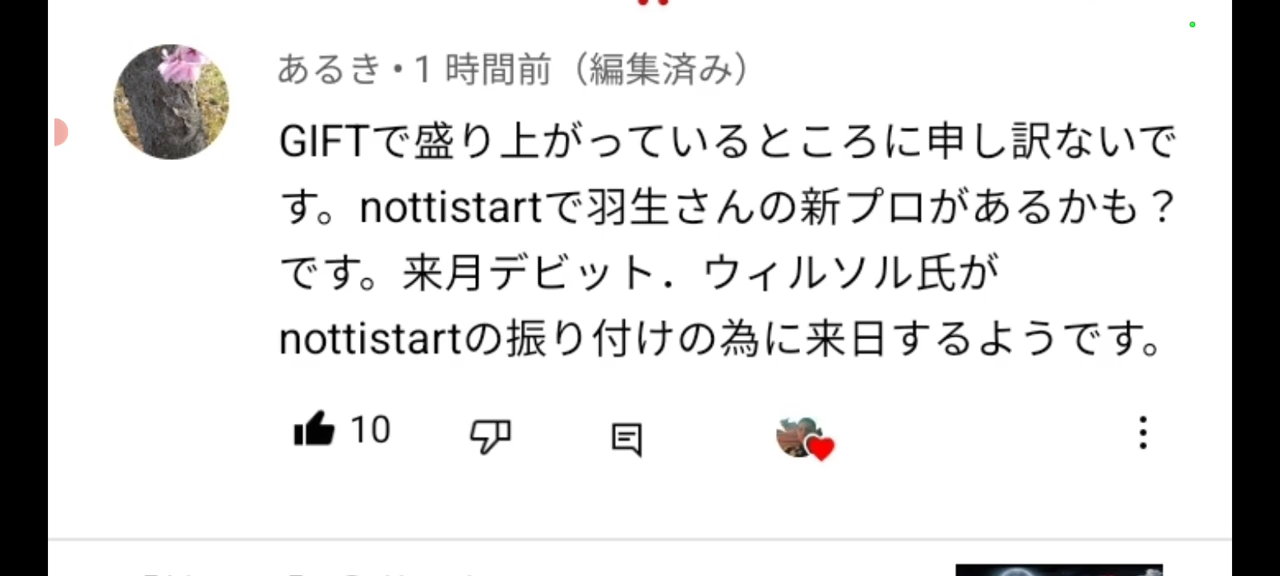 あるき・1 時間前（編集済み）
GIFTで盛り上がっているところに申し訳ないで
す。nottistartで羽生さんの新プロがあるかも？
です。来月デビット．ウィルソル氏が
nottistartの振り付けの為に来日するようです。
10